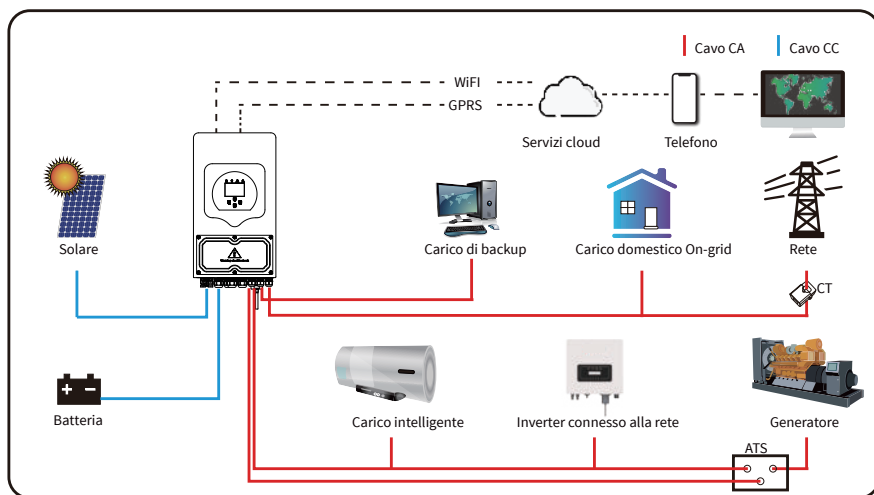 Cavo CA
Cavo CC
WiFI
GPRS
Servizi cloud
Telefono
Solare
Carico di backup
Carico domestico On-grid
Rete
CT
Batteria
Carico intelligente
Inverter connesso alla rete
Generatore
ATS